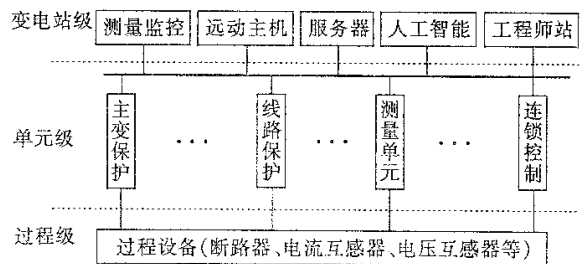 变电站级
测量监控
远动主机
服务器
人工智能
工程师站
单元级
主变保护
···
线路保护
···
测量单元
···
连锁控制
过程级
过程设备(断路器、电流互感器、电压互感器等)